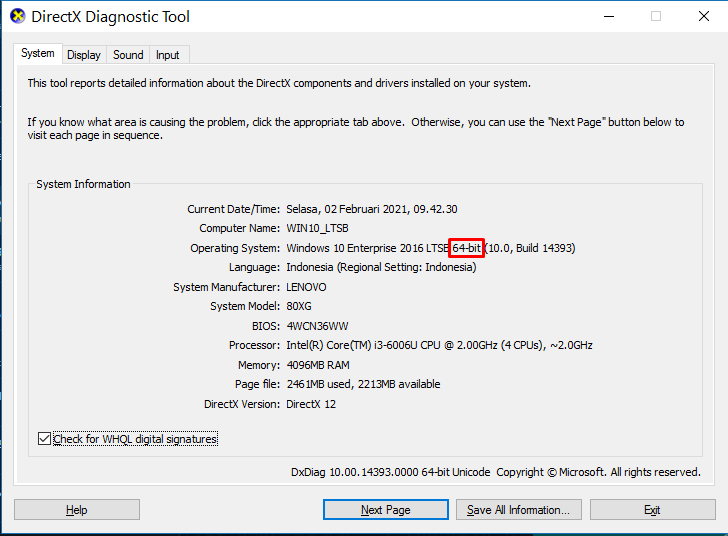 DirectX Diagnostic Tool
System Display Sound Input
This tool reports detailed information about the DirectX components and drivers installed on your system.
If you know what area is causing the problem, click the appropriate tab above. Otherwise, you can use the "Next Page" button below to
visit each page in sequence.
System Information
Current Date/Time: Selasa, 02 Februari 2021, 09.42.30
Computer Name: WIN10_LTSB
Operating System: Windows 10 Enterprise 2016 LTSB 64-bit (10.0, Build 14393)
Language: Indonesia (Regional Setting: Indonesia)
System Manufacturer: LENOVO
System Model: 80XG
BIOS: 4WCN36WW
Processor: Intel(R) Core(TM) i3-6006U CPU @ 2.00GHz (4 CPUs), ~2.0GHz
Memory: 4096MB RAM
Page file: 2461MB used, 2213MB available
DirectX Version: DirectX 12
Check for WHQL digital signatures
DxDiag 10.00.14393.0000 64-bit Unicode Copyright © Microsoft. All rights reserved.
Help Next Page Save All Information... Exit